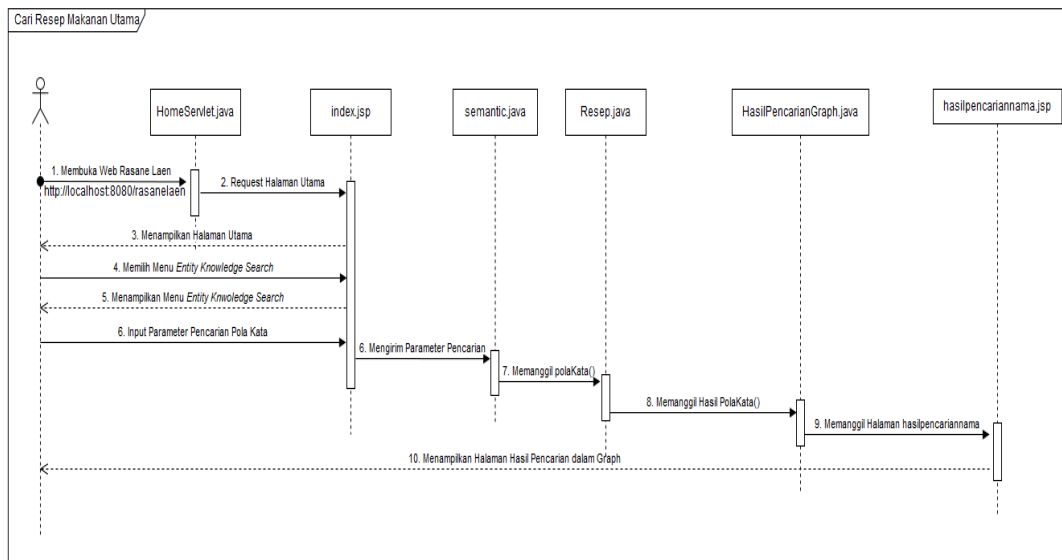 Cari Resep Makanan Utama
HomeServlet.java
index.jsp
semantic.java
Resep.java
HasilPencarianGraph.java
hasilpencariannama.jsp
1. Membuka Web Rasane Laen
http://localhost:8080/rasanelaen
2. Request Halaman Utama
3. Menampilkan Halaman Utama
4. Memilih Menu Entity Knowledge Search
5. Menampilkan Menu Entity Knwoledge Search
6. Input Parameter Pencarian Pola Kata
6. Mengirim Parameter Pencarian
7. Memanggil polaKata()
8. Memanggil Hasil PolaKata()
9. Memanggil Halaman hasilpencariannama
10. Menampilkan Halaman Hasil Pencarian dalam Graph